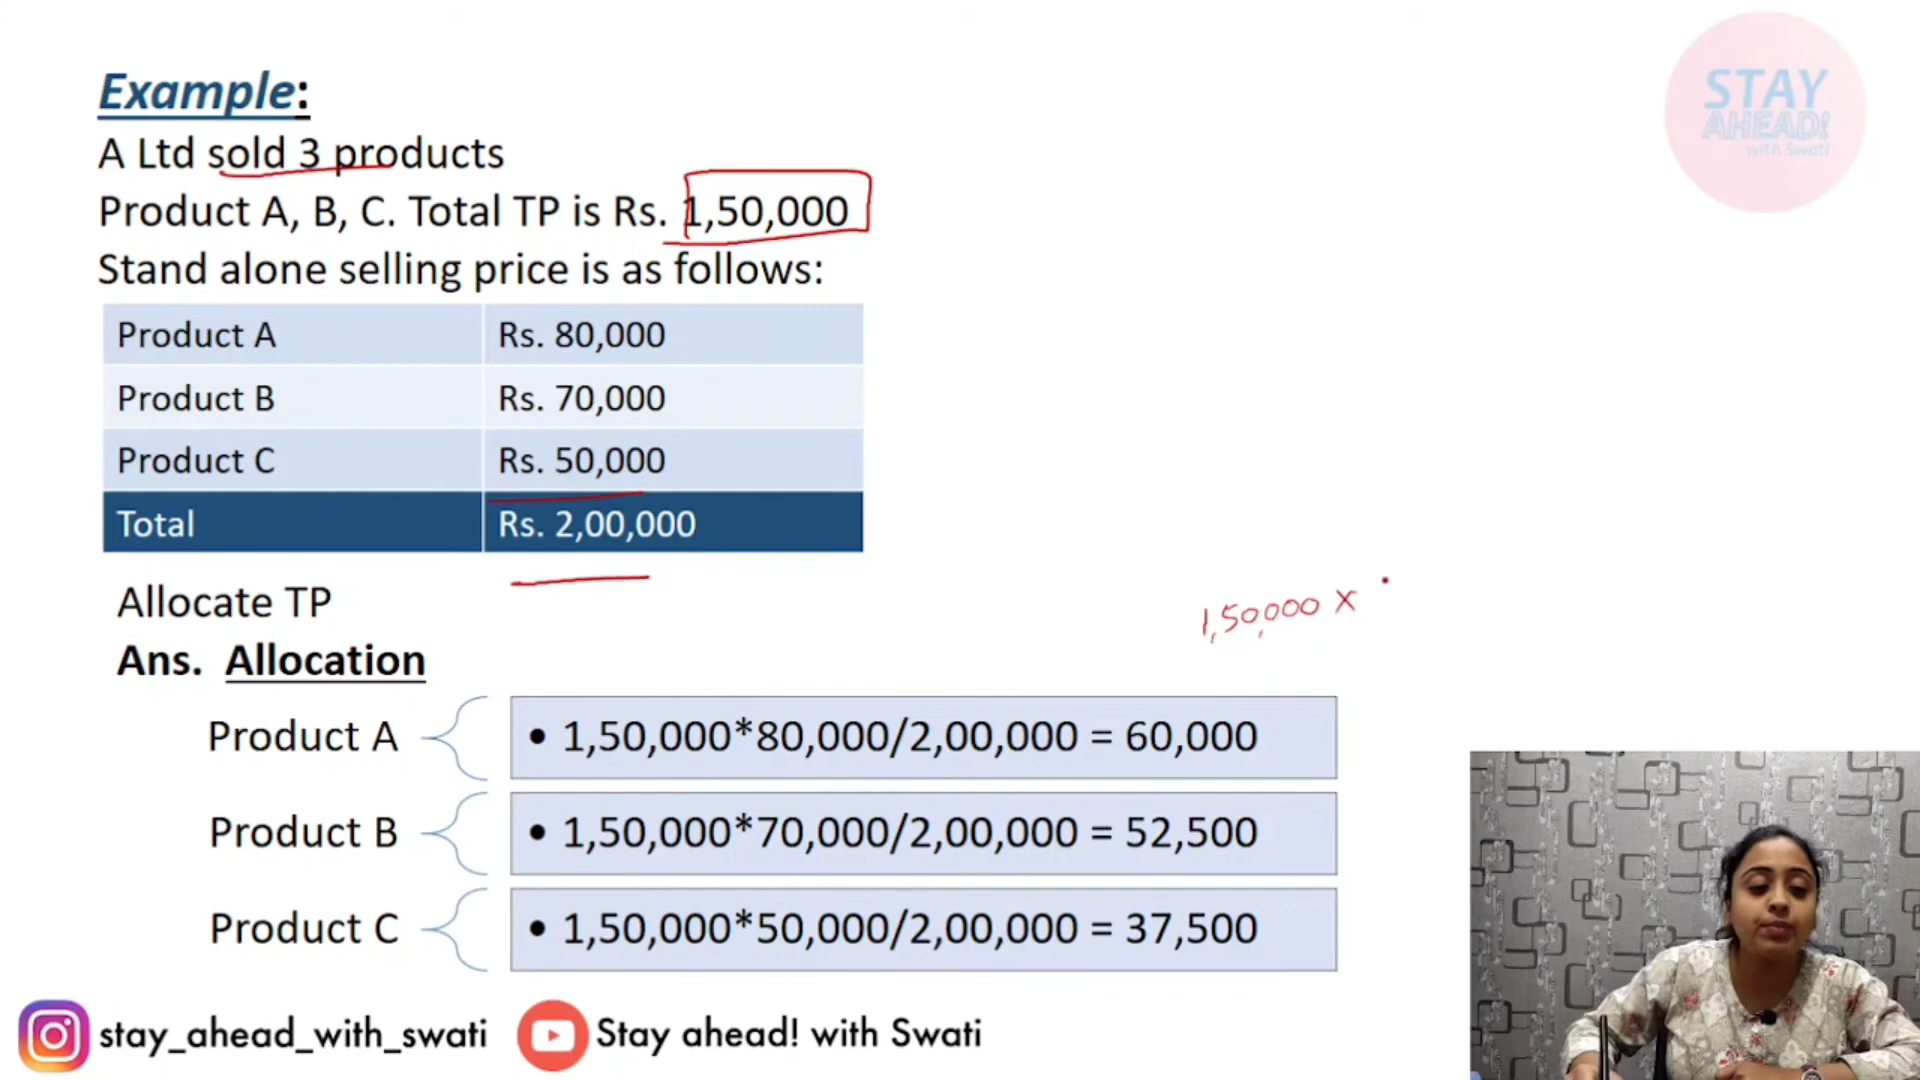 STAY
AHEAD!
with Swati
Example:
A Ltd sold 3 products
Product A, B, C. Total TP is Rs. 1,50,000
Stand alone selling price is as follows:
Product A Rs. 80,000
Product B Rs. 70,000
Product C Rs. 50,000
Total Rs. 2,00,000
Allocate TP
1,50,000 x
Ans. Allocation
Product A • 1,50,000*80,000/2,00,000 = 60,000
Product B • 1,50,000*70,000/2,00,000 = 52,500
Product C • 1,50,000*50,000/2,00,000 = 37,500
stay_ahead_with_swati Stay ahead! with Swati